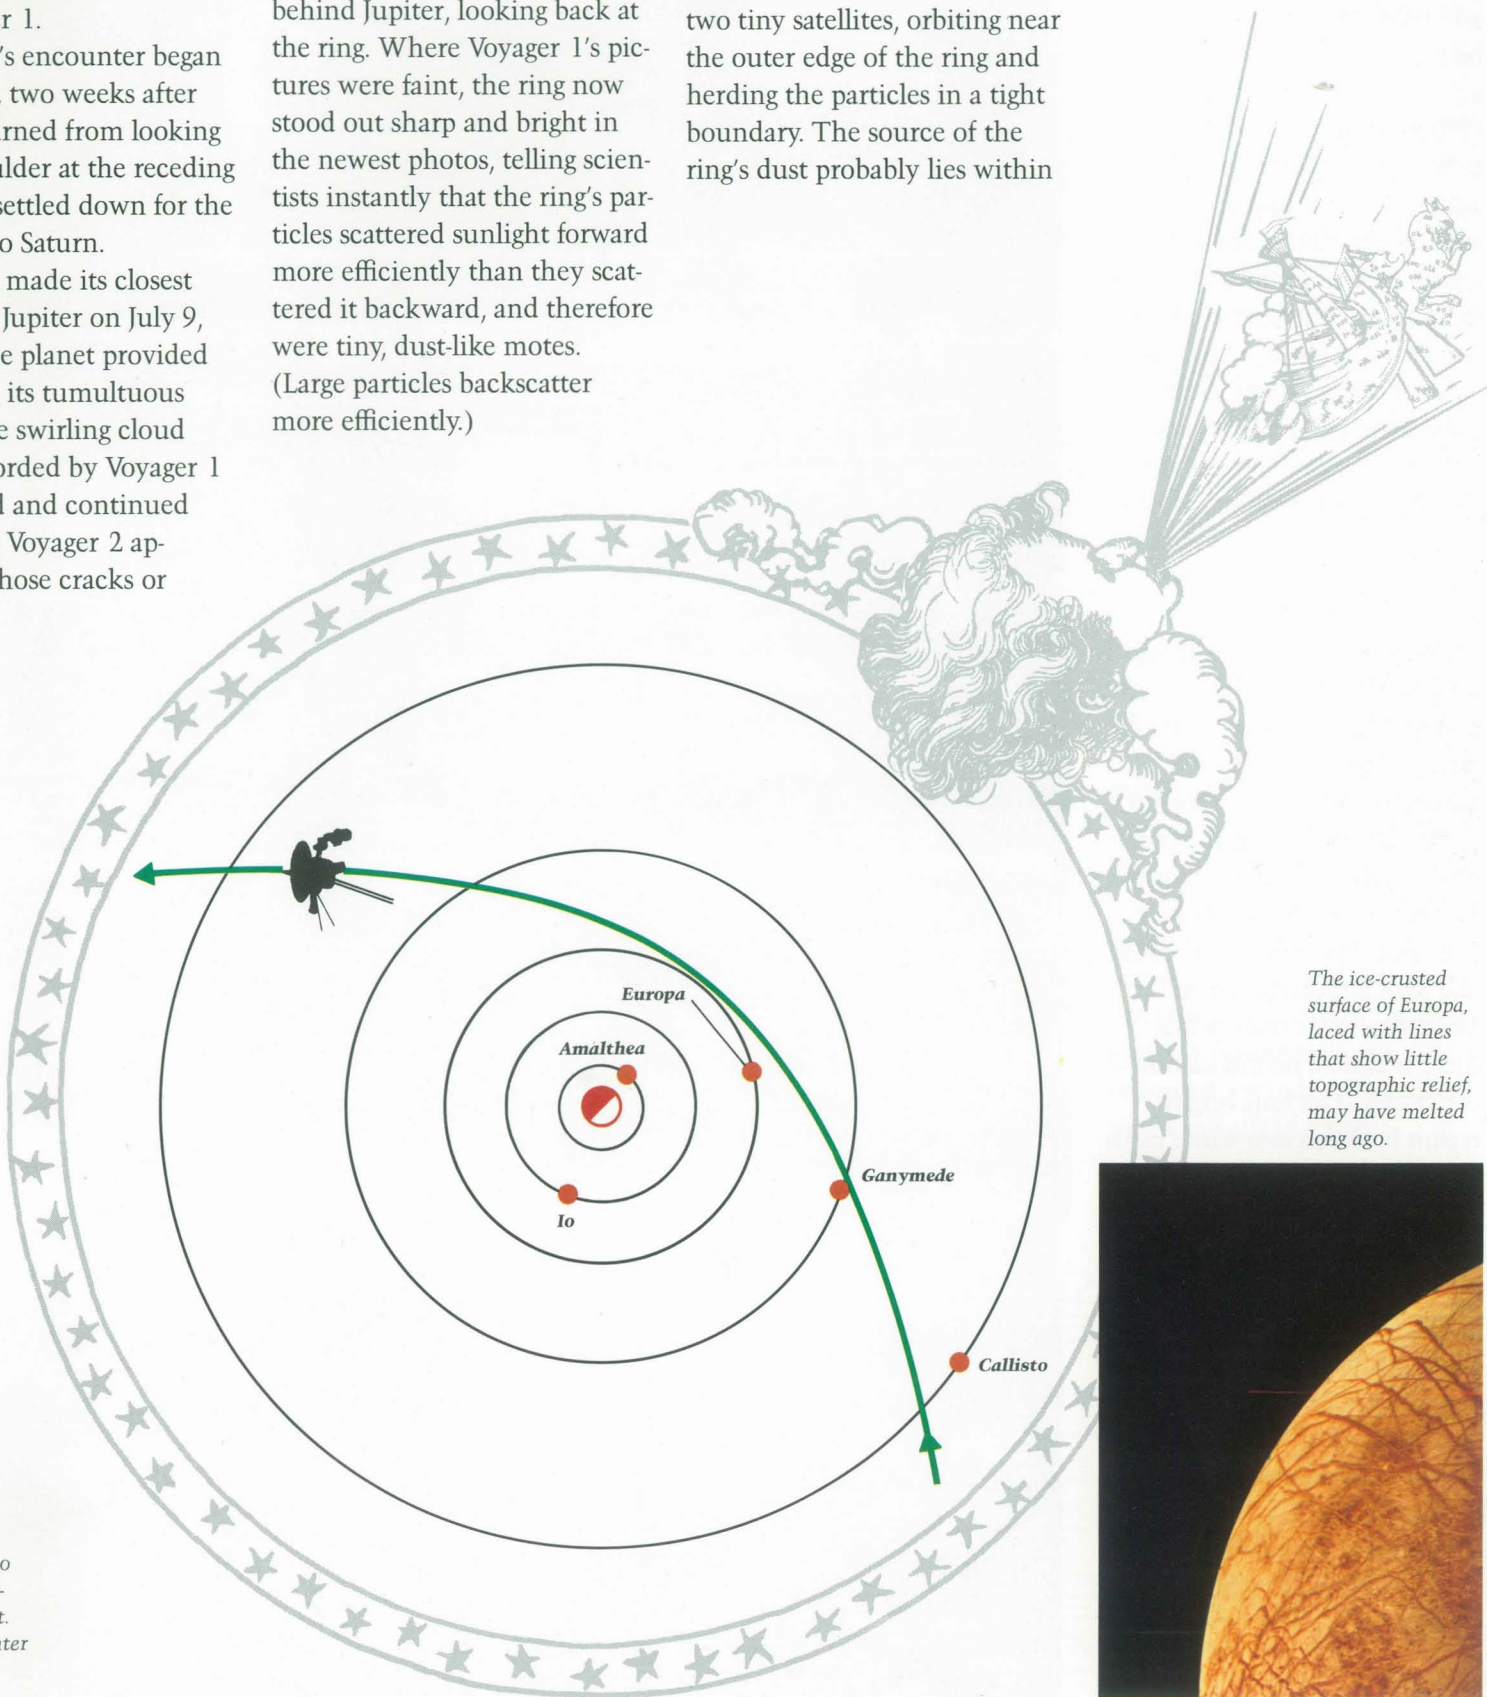 r 1.
's encounter began
two weeks after
rned from looking
ulder at the receding
settled down for the
o Saturn.
made its closest
Jupiter on July 9,
e planet provided
its tumultuous
e swirling cloud
orded by Voyager 1
d and continued
Voyager 2 ap-
hose cracks or
behind Jupiter, looking back at
the ring. Where Voyager 1's pic-
tures were faint, the ring now
stood out sharp and bright in
the newest photos, telling scien-
tists instantly that the ring's par-
ticles scattered sunlight forward
more efficiently than they scat-
tered it backward, and therefore
were tiny, dust-like motes.
(Large particles backscatter
more efficiently.)
two tiny satellites, orbiting near
the outer edge of the ring and
herding the particles in a tight
boundary. The source of the
ring's dust probably lies within
Europa
Amalthea
Io
Ganymede
Callisto
The ice-crusted
surface of Europa,
laced with lines
that show little
topographic relief,
may have melted
long ago.
o
-
t.
ter